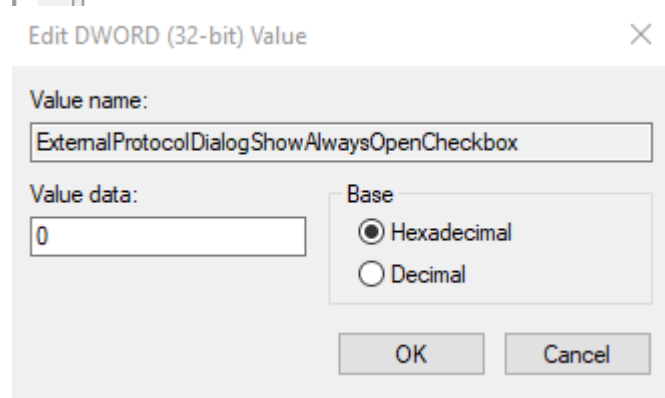 Edit DWORD (32-bit) Value
Value name:
ExternalProtocolDialogShowAlwaysOpenCheckbox
Value data:
0
Base
Hexadecimal
Decimal
OK
Cancel